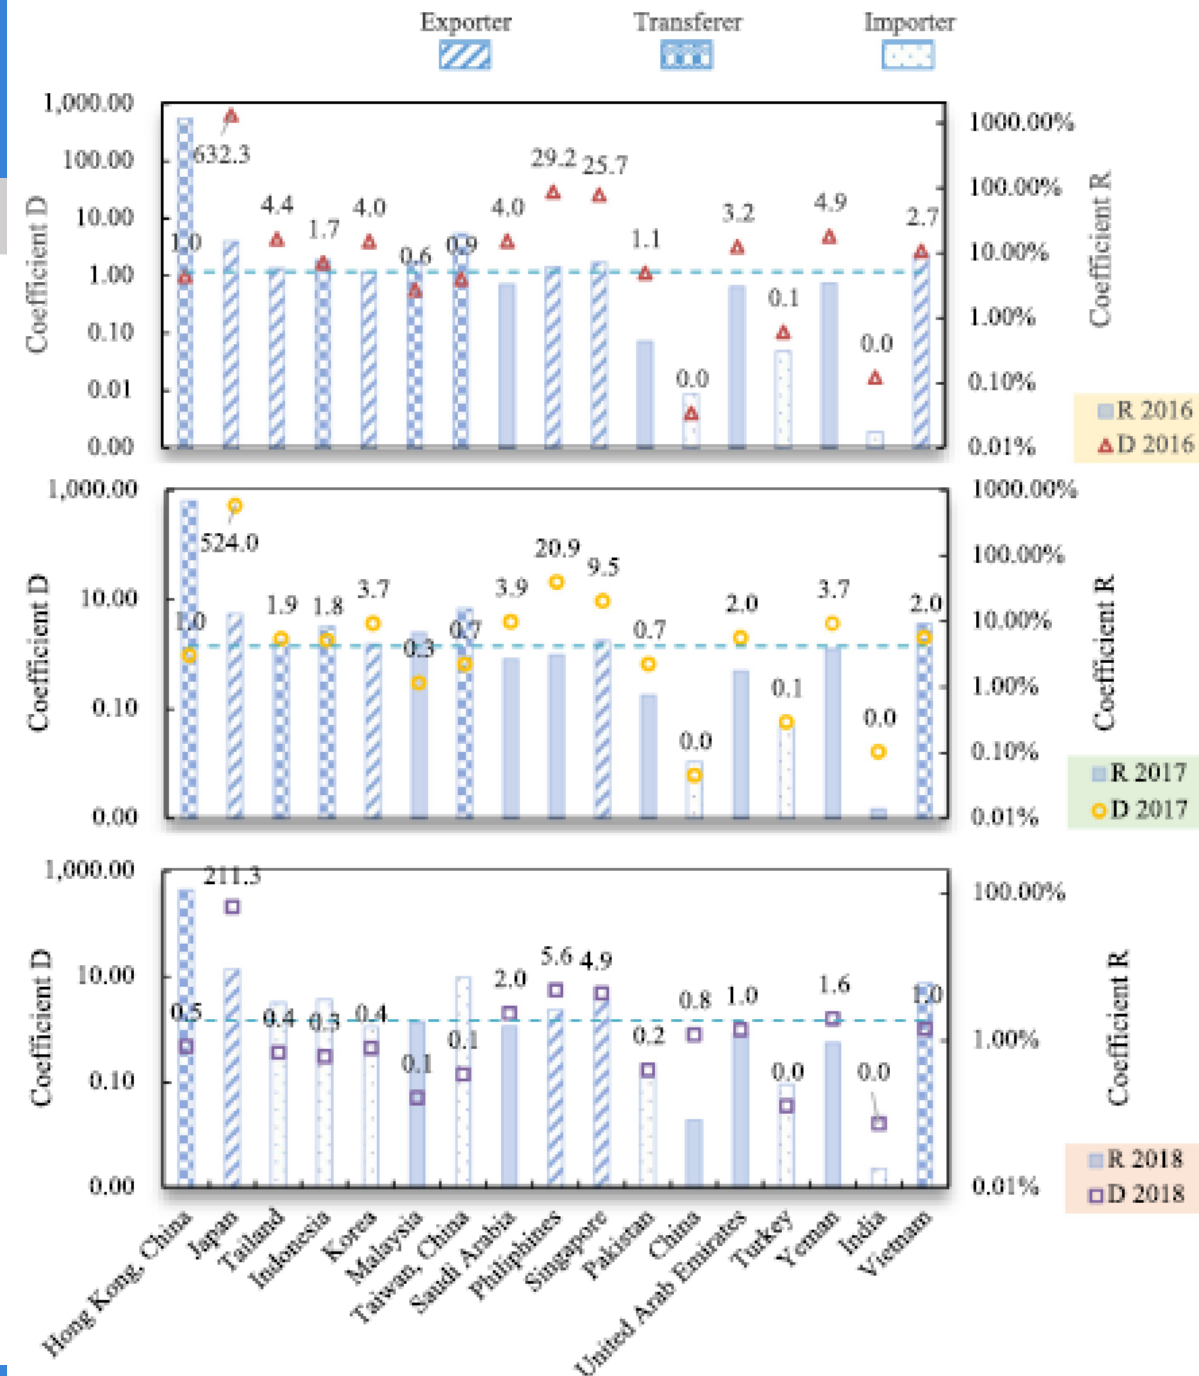 Exporter Transferer Importer
1,000.00
100.00
10.00
1.00
0.10
0.01
0.00
Coefficient D
632.3
1.0
4.4
1.7
4.0
0.6
0.9
4.0
29.2
25.7
1.1
0.0
3.2
0.1
4.9
0.0
2.7
1000.00%
100.00%
10.00%
1.00%
0.10%
0.01%
Coefficient R
R 2016
D 2016
1,000.00
10.00
0.10
0.00
Coefficient D
524.0
1.0
1.9
1.8
3.7
0.3
0.7
3.9
20.9
9.5
0.7
0.0
2.0
0.1
3.7
0.0
2.0
1000.00%
100.00%
10.00%
1.00%
0.10%
0.01%
Coefficient R
R 2017
D 2017
1,000.00
10.00
0.10
0.00
Coefficient D
211.3
0.5
0.4
0.3
0.4
0.1
0.1
2.0
5.6
4.9
0.2
0.8
1.0
0.0
1.6
0.0
1.0
100.00%
1.00%
0.01%
Coefficient R
R 2018
D 2018
Hong Kong, China
Japan
Tailand
Indonesia
Korea
Malaysia
Taiwan, China
Saudi Arabia
Philiphines
Singapore
Pakistan
China
United Arab Emirates
Turkey
Yeman
India
Vietnam